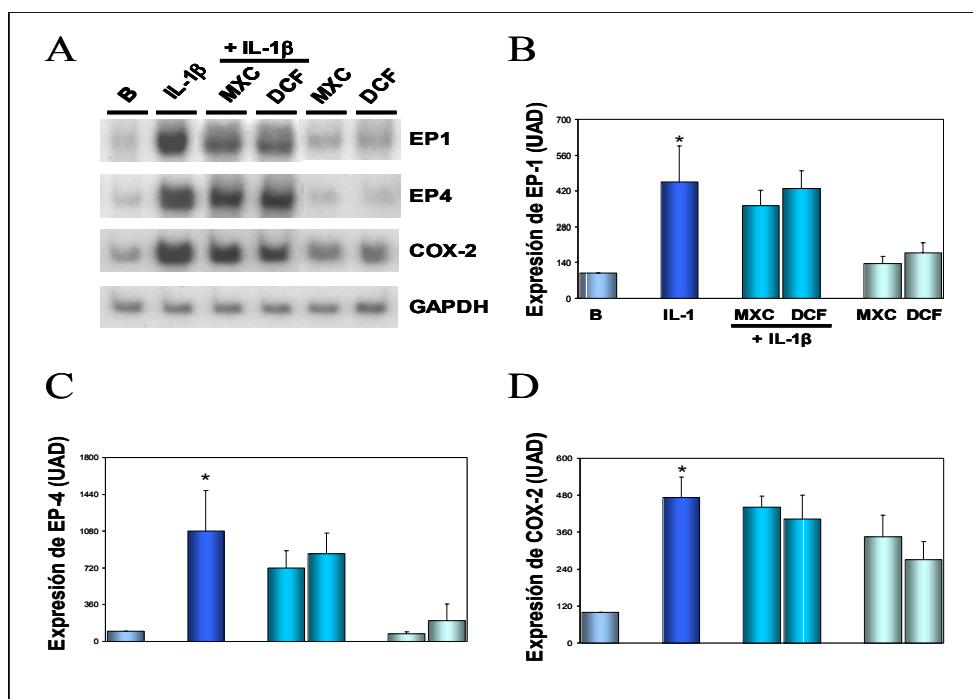 A
+ IL-1β
B IL-1β MXC DCF MXC DCF
EP1
EP4
COX-2
GAPDH
B
Expresión de EP-1 (UAD)
700
560
420
280
140
0
*
B IL-1 MXC DCF MXC DCF
+ IL-1β
C
Expresión de EP-4 (UAD)
1800
1440
1080
720
360
0
*
D
Expresión de COX-2 (UAD)
600
480
360
240
120
0
*